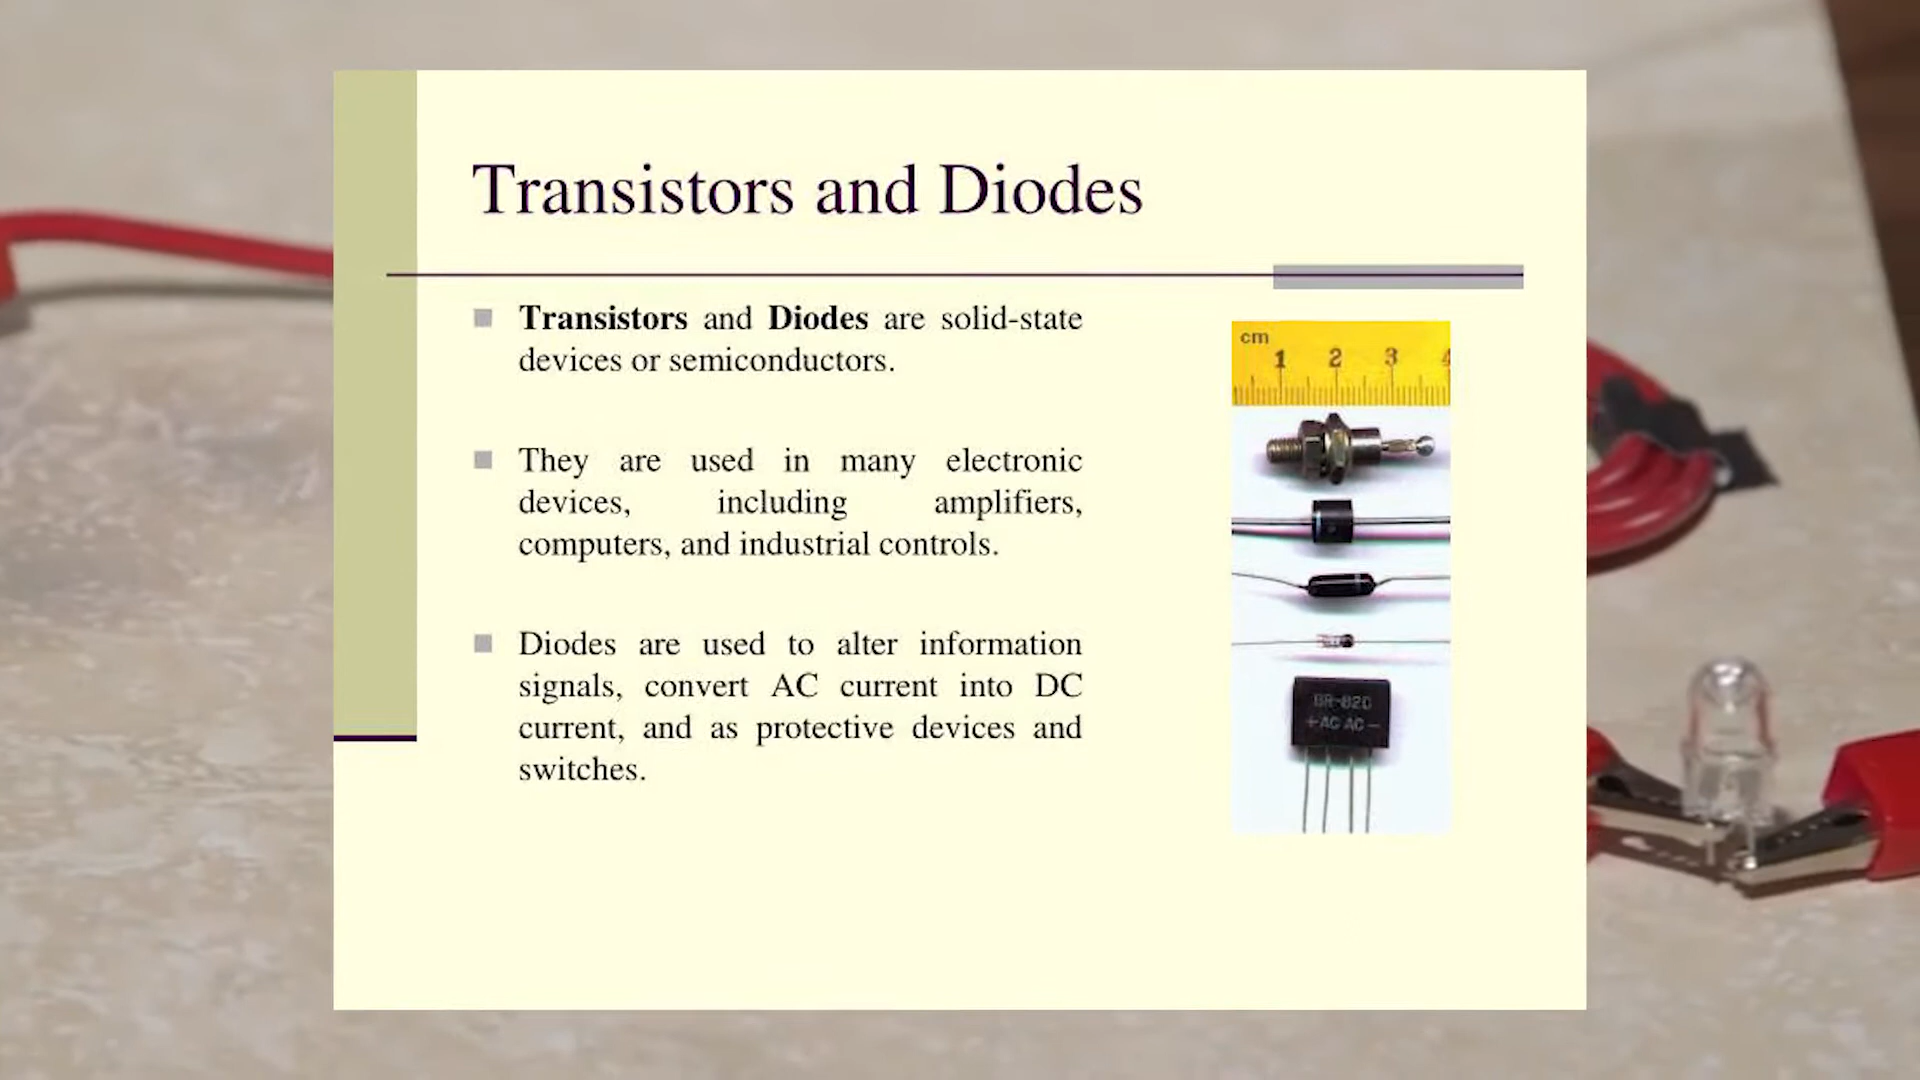 Transistors and Diodes
Transistors and Diodes are solid-state
devices or semiconductors.
They are used in many electronic
devices, including amplifiers,
computers, and industrial controls.
Diodes are used to alter information
signals, convert AC current into DC
current, and as protective devices and
switches.
cm
1 2 3 4
BR-82D
+AC AC-